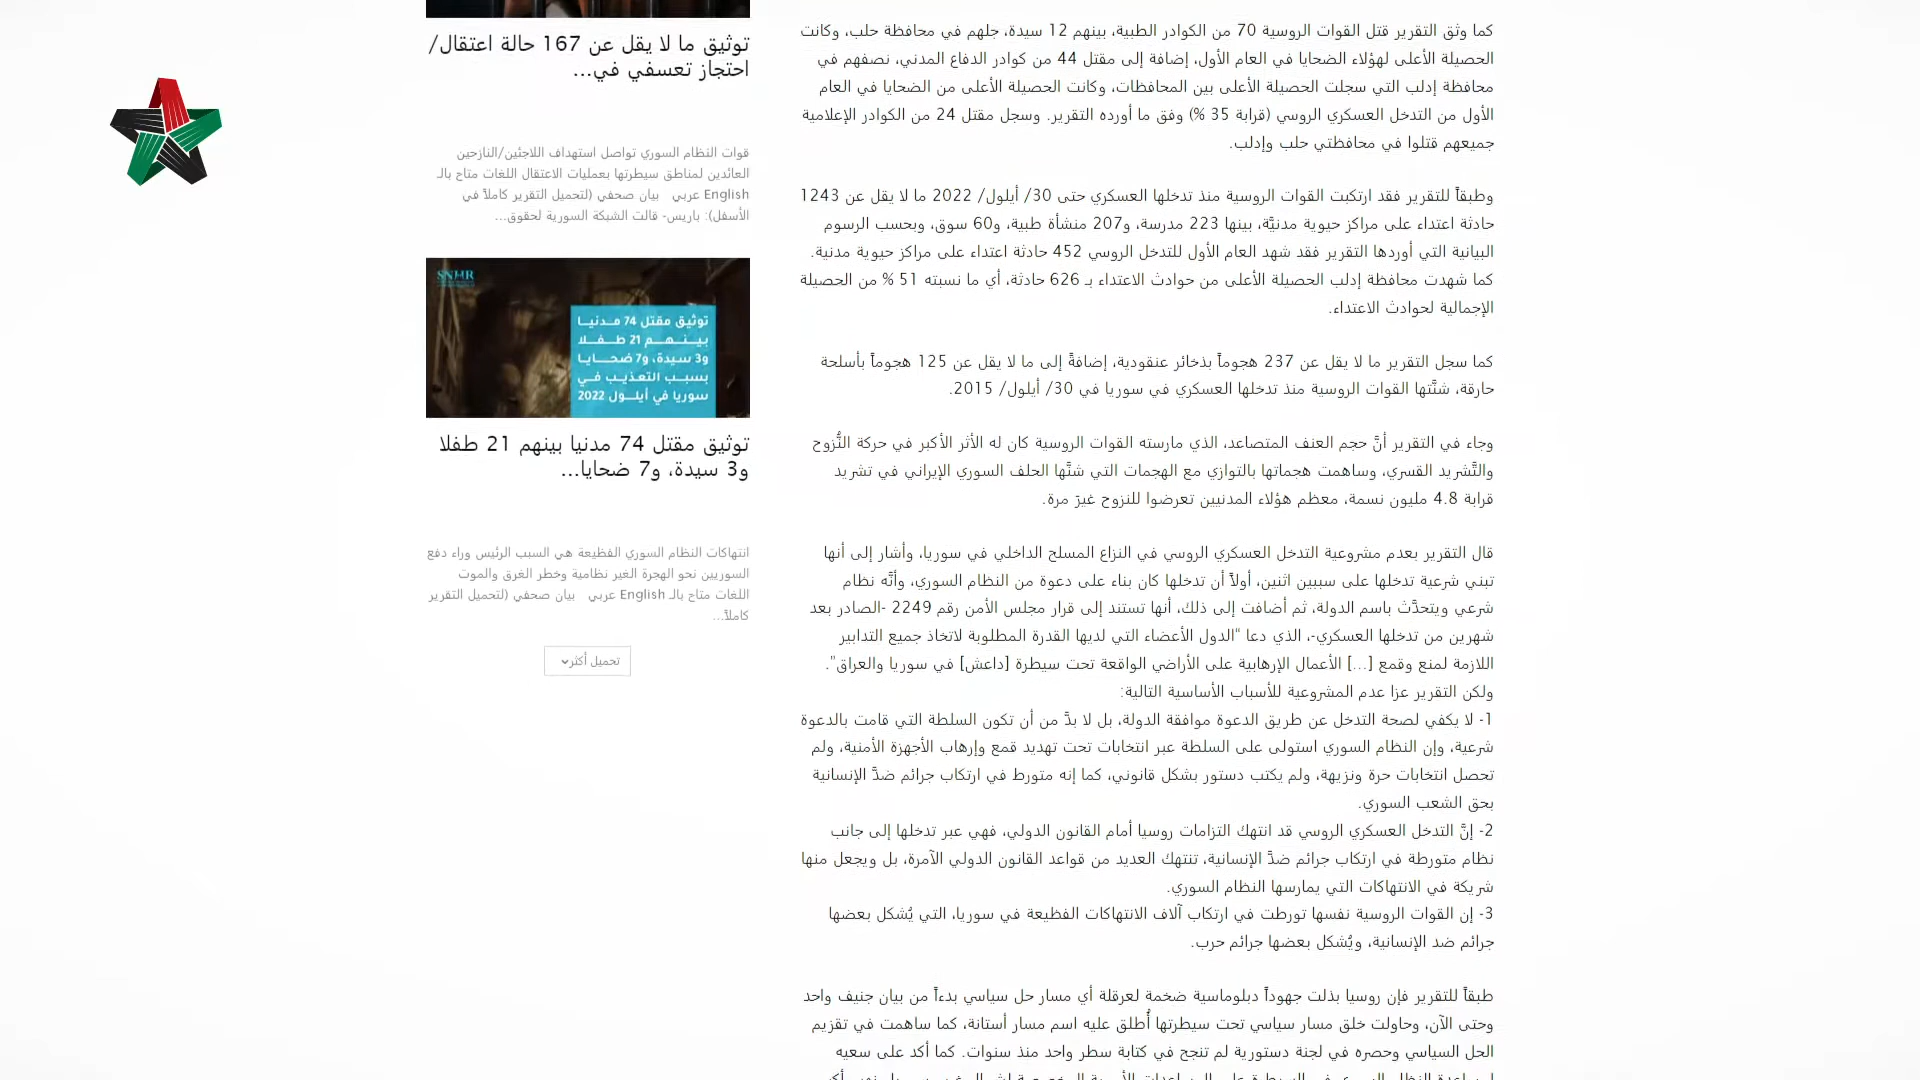 كما وثق التقرير قتل القوات الروسية 70 من الكوادر الطبية، بينهم 12 سيدة، جلهم في محافظة حلب، وكانت
الحصيلة الأعلى لهؤلاء الضحايا في العام الأول، إضافة إلى مقتل 44 من كوادر الدفاع المدني، نصفهم في
محافظة إدلب التي سجلت الحصيلة الأعلى بين المحافظات، وكانت الحصيلة الأعلى من الضحايا في العام
الأول من التدخل العسكري الروسي (قرابة 35 %) وفق ما أورده التقرير. وسجل مقتل 24 من الكوادر الإعلامية
جميعهم قتلوا في محافظتي حلب وإدلب.
وطبقاً للتقرير فقد ارتكبت القوات الروسية منذ تدخلها العسكري حتى 30/ أيلول/ 2022 ما لا يقل عن 1243
حادثة اعتداء على مراكز حيوية مدنيَّة، بينها 223 مدرسة، و207 منشأة طبية، و60 سوق، وبحسب الرسوم
البيانية التي أوردها التقرير فقد شهد العام الأول للتدخل الروسي 452 حادثة اعتداء على مراكز حيوية مدنية.
كما شهدت محافظة إدلب الحصيلة الأعلى من حوادث الاعتداء بـ 626 حادثة، أي ما نسبته 51 % من الحصيلة
الإجمالية لحوادث الاعتداء.
كما سجل التقرير ما لا يقل عن 237 هجوماً بذخائر عنقودية، إضافةً إلى ما لا يقل عن 125 هجوماً بأسلحة
حارقة، شنَّتها القوات الروسية منذ تدخلها العسكري في سوريا في 30/ أيلول/ 2015.
وجاء في التقرير أنَّ حجم العنف المتصاعد، الذي مارسته القوات الروسية كان له الأثر الأكبر في حركة النُّزوح
والتَّشريد القسري، وساهمت هجماتها بالتوازي مع الهجمات التي شنَّها الحلف السوري الإيراني في تشريد
قرابة 4.8 مليون نسمة، معظم هؤلاء المدنيين تعرضوا للنزوح غيرَ مرة.
قال التقرير بعدم مشروعية التدخل العسكري الروسي في النزاع المسلح الداخلي في سوريا، وأشار إلى أنها
تبني شرعية تدخلها على سببين اثنين، أولاً أن تدخلها كان بناء على دعوة من النظام السوري، وأنَّه نظام
شرعي ويتحدَّث باسم الدولة، ثم أضافت إلى ذلك، أنها تستند إلى قرار مجلس الأمن رقم 2249 -الصادر بعد
شهرين من تدخلها العسكري-، الذي دعا “الدول الأعضاء التي لديها القدرة المطلوبة لاتخاذ جميع التدابير
اللازمة لمنع وقمع […] الأعمال الإرهابية على الأراضي الواقعة تحت سيطرة [داعش] في سوريا والعراق”.
ولكن التقرير عزا عدم المشروعية للأسباب الأساسية التالية:
1- لا يكفي لصحة التدخل عن طريق الدعوة موافقة الدولة، بل لا بدَّ من أن تكون السلطة التي قامت بالدعوة
شرعية، وإن النظام السوري استولى على السلطة عبر انتخابات تحت تهديد قمع وإرهاب الأجهزة الأمنية، ولم
تحصل انتخابات حرة ونزيهة، ولم يكتب دستور بشكل قانوني، كما إنه متورط في ارتكاب جرائم ضدَّ الإنسانية
بحق الشعب السوري.
2- إنَّ التدخل العسكري الروسي قد انتهك التزامات روسيا أمام القانون الدولي، فهي عبر تدخلها إلى جانب
نظام متورطة في ارتكاب جرائم ضدَّ الإنسانية، تنتهك العديد من قواعد القانون الدولي الآمرة، بل ويجعل منها
شريكة في الانتهاكات التي يمارسها النظام السوري.
3- إن القوات الروسية نفسها تورطت في ارتكاب آلاف الانتهاكات الفظيعة في سوريا، التي يُشكل بعضها
جرائم ضد الإنسانية، ويُشكل بعضها جرائم حرب.
طبقاً للتقرير فإن روسيا بذلت جهوداً دبلوماسية ضخمة لعرقلة أي مسار حل سياسي بدءاً من بيان جنيف واحد
وحتى الآن، وحاولت خلق مسار سياسي تحت سيطرتها أُطلق عليه اسم مسار أستانة، كما ساهمت في تقزيم
الحل السياسي وحصره في لجنة دستورية لم تنجح في كتابة سطر واحد منذ سنوات. كما أكد على سعيه
توثيق ما لا يقل عن 167 حالة اعتقال/
احتجاز تعسفي في...
قوات النظام السوري تواصل استهداف اللاجئين/النازحين
العائدين لمناطق سيطرتها بعمليات الاعتقال اللغات متاح بالـ
English عربي بيان صحفي (لتحميل التقرير كاملاً في
الأسفل): باريس- قالت الشبكة السورية لحقوق...
SNHR
توثيق مقتل 74 مدنيا
بينهم 21 طفلا
و3 سيدة، و7 ضحايا
بسبب التعذيب في
سوريا في أيلول 2022
توثيق مقتل 74 مدنيا بينهم 21 طفلا
و3 سيدة، و7 ضحايا...
انتهاكات النظام السوري الفظيعة هي السبب الرئيس وراء دفع
السوريين نحو الهجرة الغير نظامية وخطر الغرق والموت
اللغات متاح بالـ English عربي بيان صحفي (لتحميل التقرير
كاملاً...
تحميل أكثر